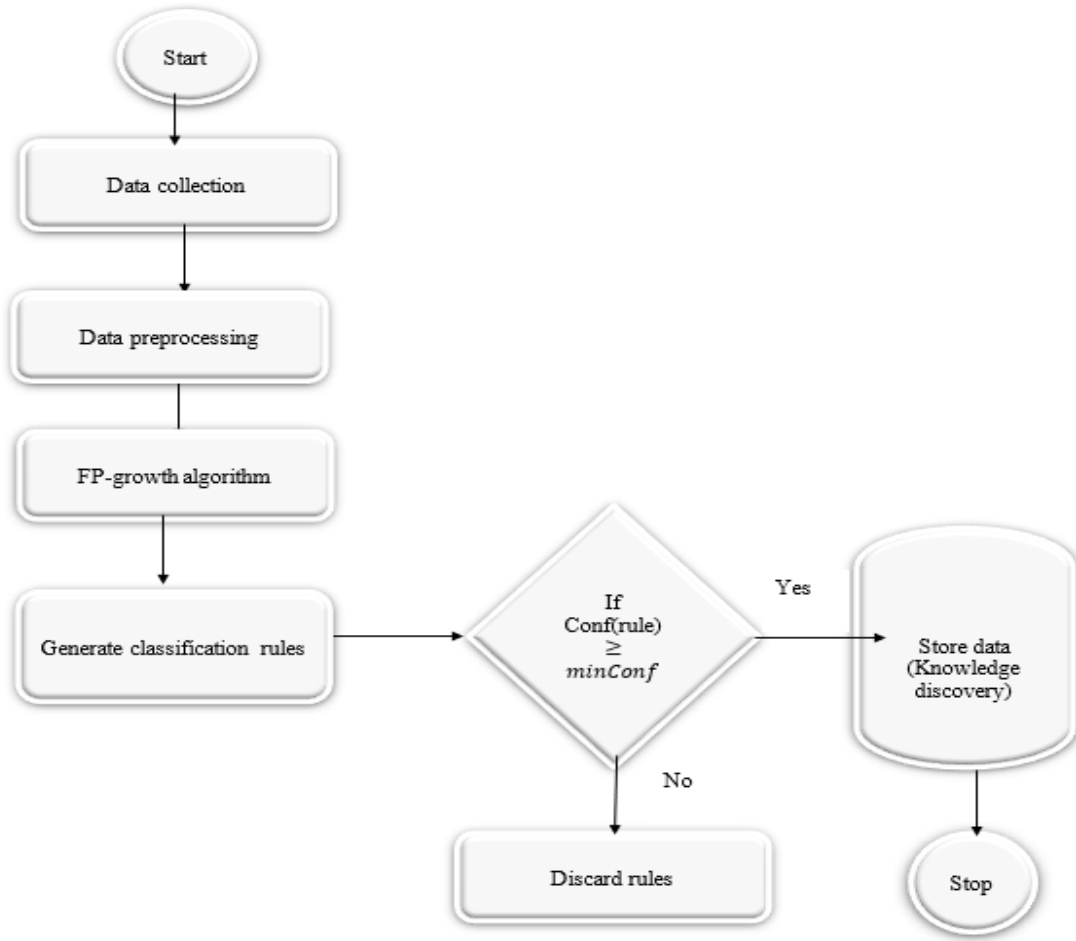 Start
Data collection
Data preprocessing
FP-growth algorithm
Generate classification rules
If
Conf(rule)
≥
minConf
Yes
Store data
(Knowledge
discovery)
No
Discard rules
Stop